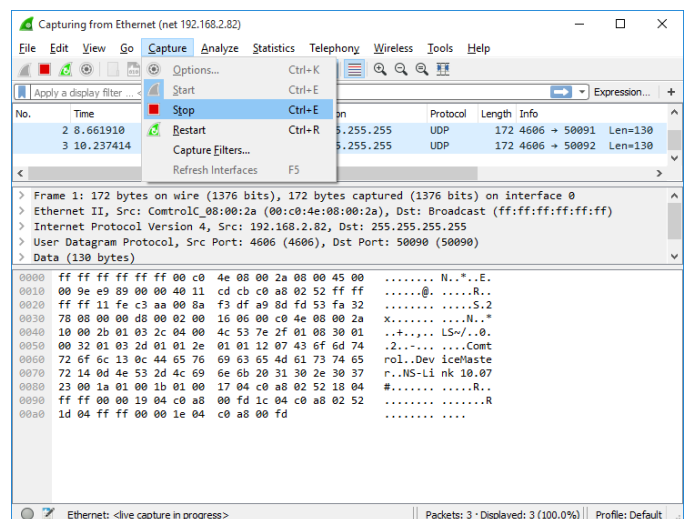 Capturing from Ethernet (net 192.168.2.82)
File Edit View Go Capture Analyze Statistics Telephony Wireless Tools Help
Options... Ctrl+K
Apply a display filter ... Start Ctrl+E Expression... +
No. Time Stop Ctrl+E Protocol Length Info
2 8.661910 Restart Ctrl+R 5.255.255 UDP 172 4606 → 50091 Len=130
3 10.237414 Capture Filters... 5.255.255 UDP 172 4606 → 50092 Len=130
Refresh Interfaces F5
> Frame 1: 172 bytes on wire (1376 bits), 172 bytes captured (1376 bits) on interface 0
> Ethernet II, Src: ComtrolC_08:00:2a (00:c0:4e:08:00:2a), Dst: Broadcast (ff:ff:ff:ff:ff:ff)
> Internet Protocol Version 4, Src: 192.168.2.82, Dst: 255.255.255.255
> User Datagram Protocol, Src Port: 4606 (4606), Dst Port: 50090 (50090)
> Data (130 bytes)
0000 ff ff ff ff ff ff 00 c0 4e 08 00 2a 08 00 45 00 ........ N..*..E.
0010 00 9e e9 89 00 00 40 11 cd cb c0 a8 02 52 ff ff ......@. .....R..
0020 ff ff 11 fe c3 aa 00 8a f3 df a9 8d fd 53 fa 32 ........ .....S.2
0030 78 08 00 00 d8 00 02 00 16 06 00 c0 4e 08 00 2a x....... ....N..*
0040 10 00 2b 01 03 2c 04 00 4c 53 7e 2f 01 08 30 01 ..+..,.. LS~/..0.
0050 00 32 01 03 2d 01 01 2e 01 01 12 07 43 6f 6d 74 .2..-... ....Comt
0060 72 6f 6c 13 0c 44 65 76 69 63 65 4d 61 73 74 65 rol..Dev iceMaste
0070 72 14 0d 4e 53 2d 4c 69 6e 6b 20 31 30 2e 30 37 r..NS-Li nk 10.07
0080 23 00 1a 01 00 1b 01 00 17 04 c0 a8 02 52 18 04 #....... .....R..
0090 ff ff 00 00 19 04 c0 a8 00 fd 1c 04 c0 a8 02 52 ........ .......R
00a0 1d 04 ff ff 00 00 1e 04 c0 a8 00 fd ........ ....
Ethernet: <live capture in progress> Packets: 3 · Displayed: 3 (100.0%) Profile: Default